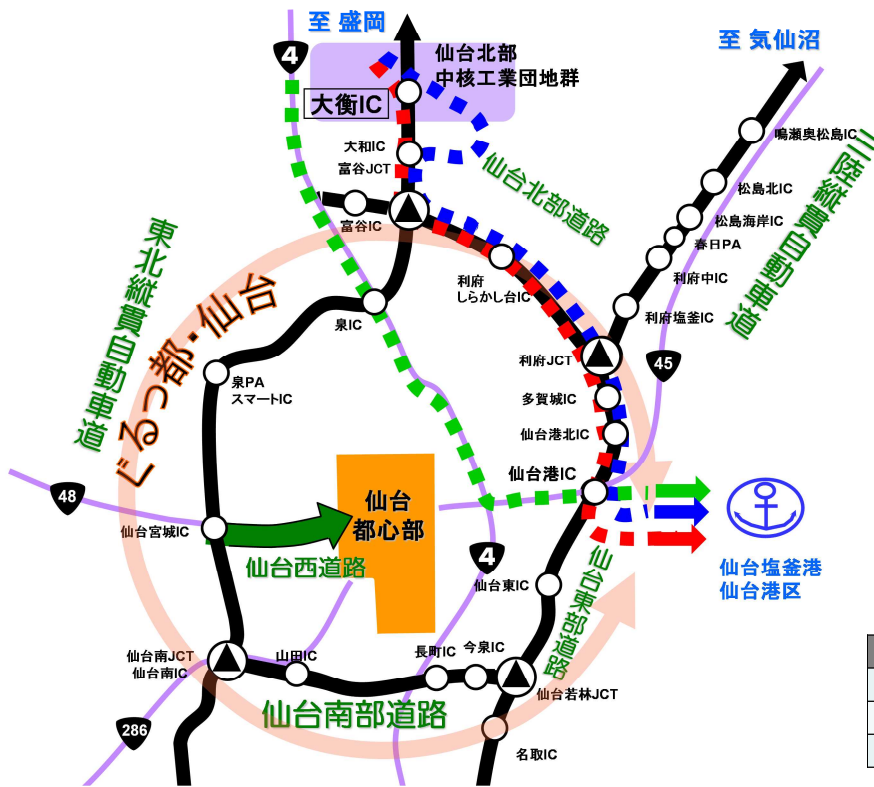 至 盛岡
至 気仙沼
4
仙台北部
中核工業団地群
大衡IC
大和IC
富谷JCT
富谷IC
仙台北部道路
鳴瀬奥松島IC
三陸縦貫自動車道
松島北IC
松島海岸IC
春日PA
利府中IC
利府塩釜IC
利府
しらかし台IC
東北縦貫自動車道
ぐるっ都・仙台
泉IC
利府JCT
45
泉PA
スマートIC
多賀城IC
仙台港北IC
仙台港IC
48
仙台宮城IC
仙台
都心部
仙台西道路
4
仙台東IC
仙台東部道路
仙台塩釜港
仙台港区
仙台南JCT
仙台南IC
山田IC
長町IC
今泉IC
仙台若林JCT
仙台南部道路
286
名取IC